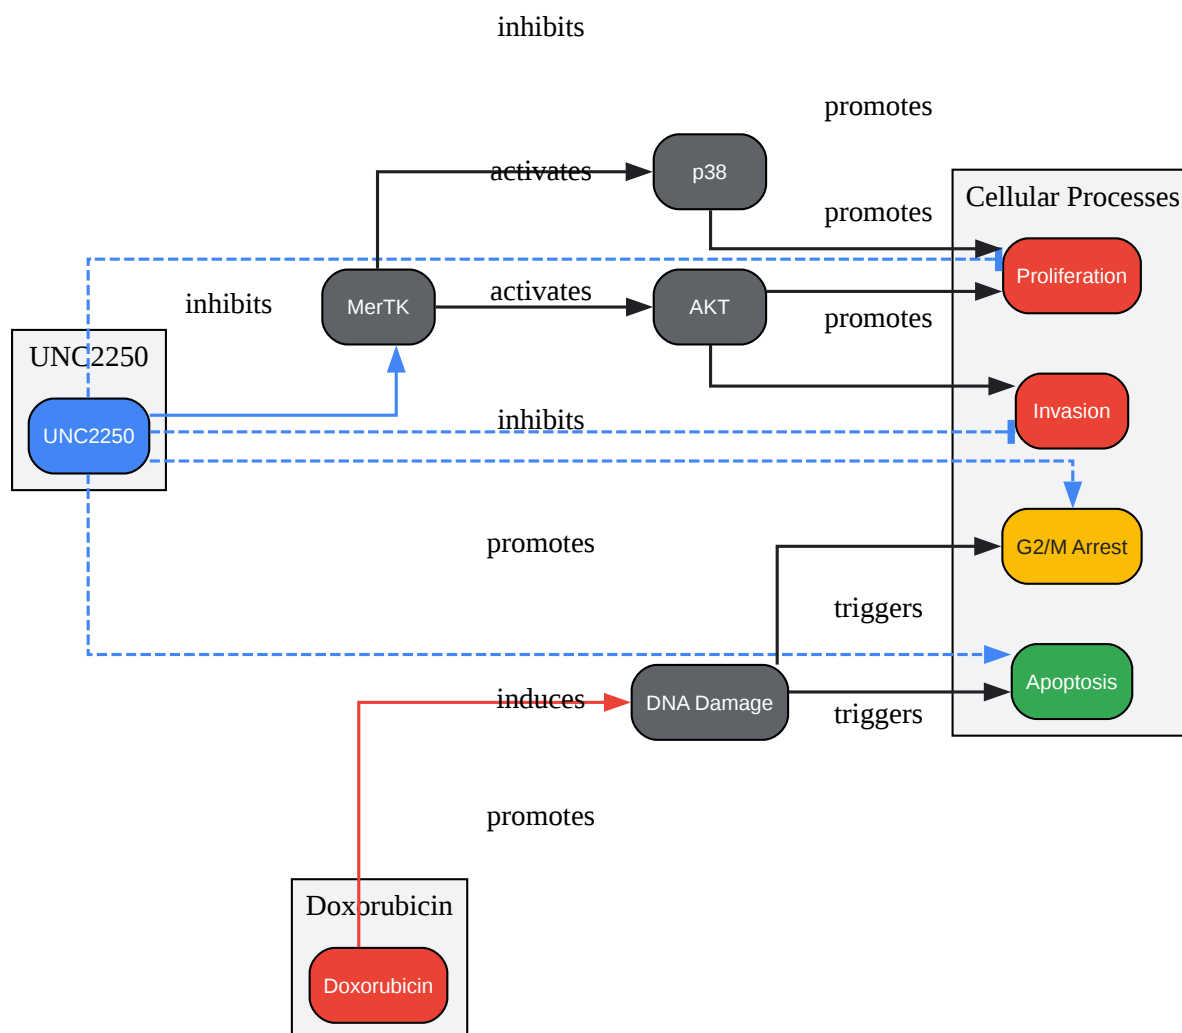 inhibits
promotes
activates
p38
Cellular Processes
promotes
Proliferation
inhibits
MerTK
activates
AKT
promotes
UNC2250
Invasion
UNC2250
inhibits
promotes
G2/M Arrest
triggers
Apoptosis
induces
DNA Damage
triggers
promotes
Doxorubicin
Doxorubicin